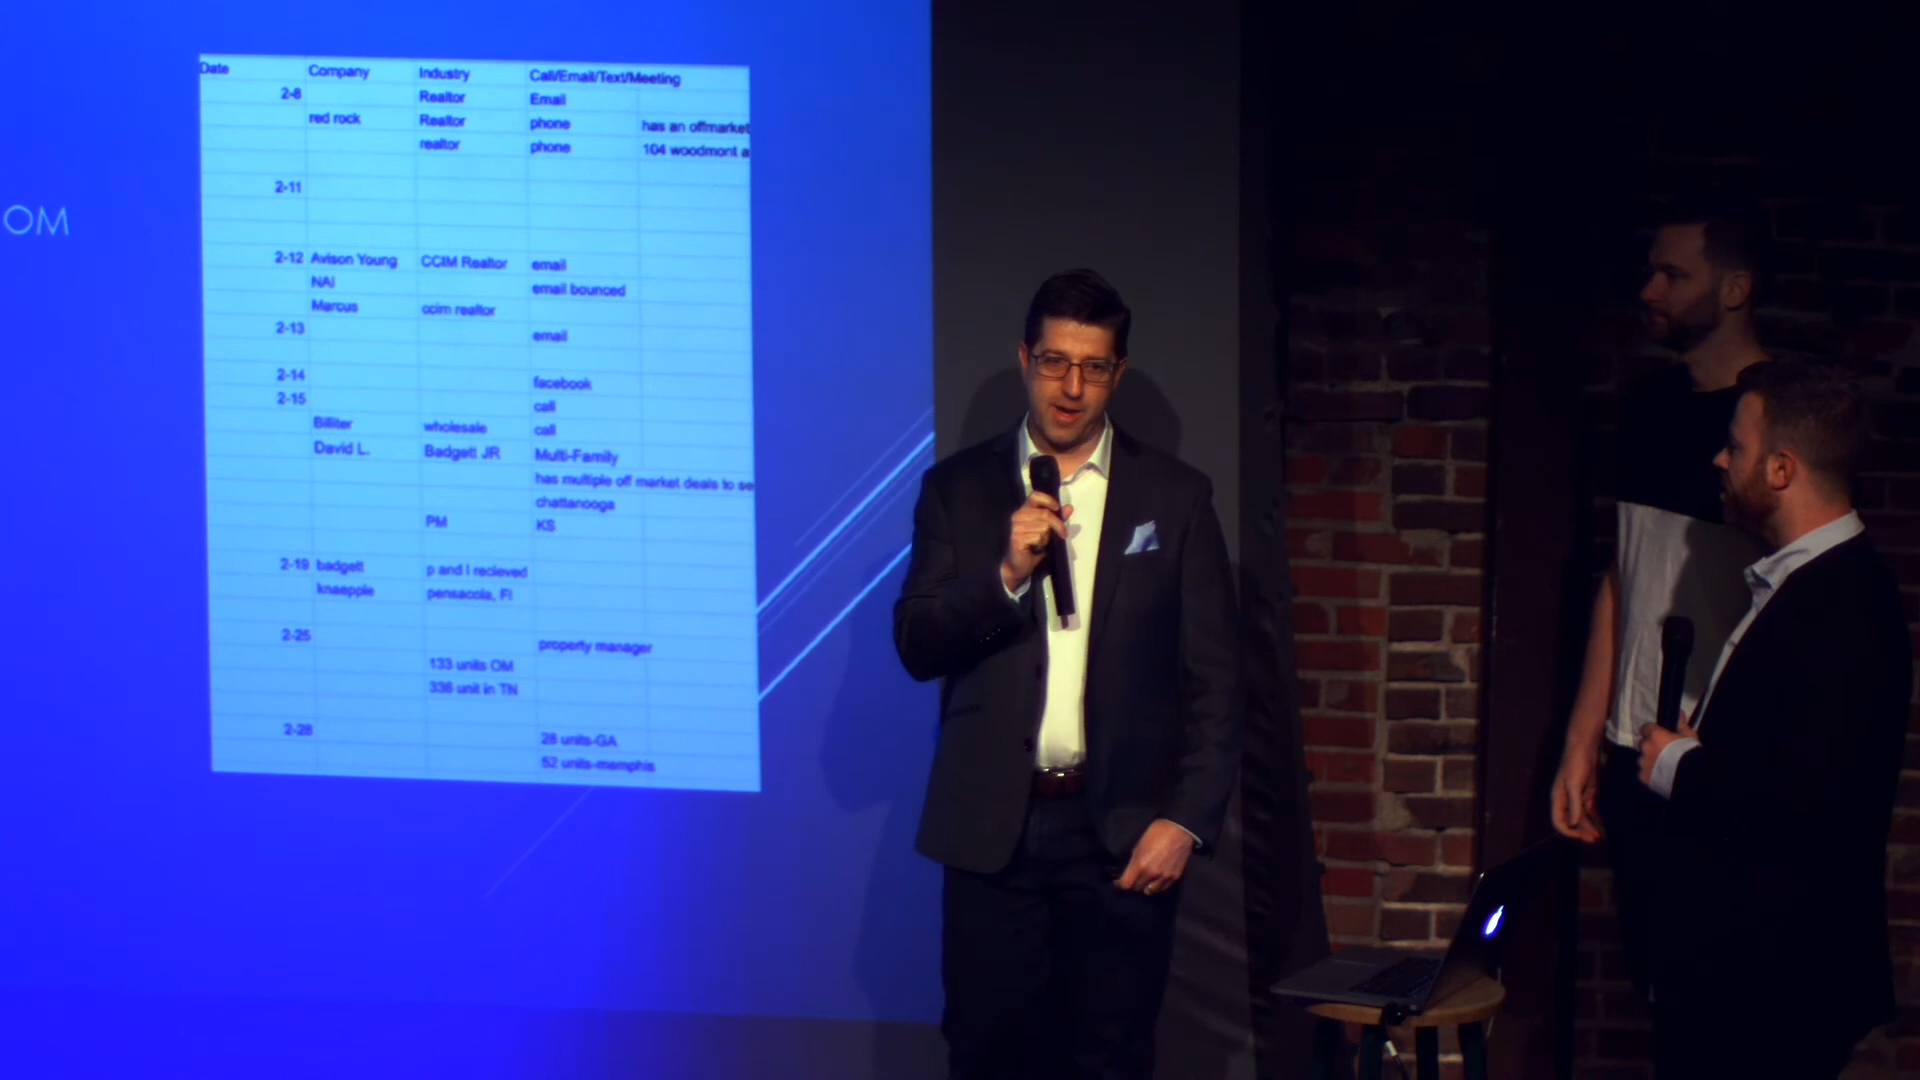 OM
Date Company Industry Call/Email/Text/Meeting
2-8 Realtor Email
red rock Realtor phone has an offmarket
realtor phone 104 woodmont a
2-11
2-12 Avison Young CCIM Realtor email
NAI email bounced
Marcus ccim realtor
2-13 email
2-14 facebook
2-15 call
Billiter wholesale call
David L. Badgett JR Multi-Family
has multiple off market deals to se
chattanooga
PM KS
2-19 badgett p and l recieved
knaepple pensacola, Fl
2-25 property manager
133 units OM
336 unit in TN
2-28 28 units-GA
52 units-memphis